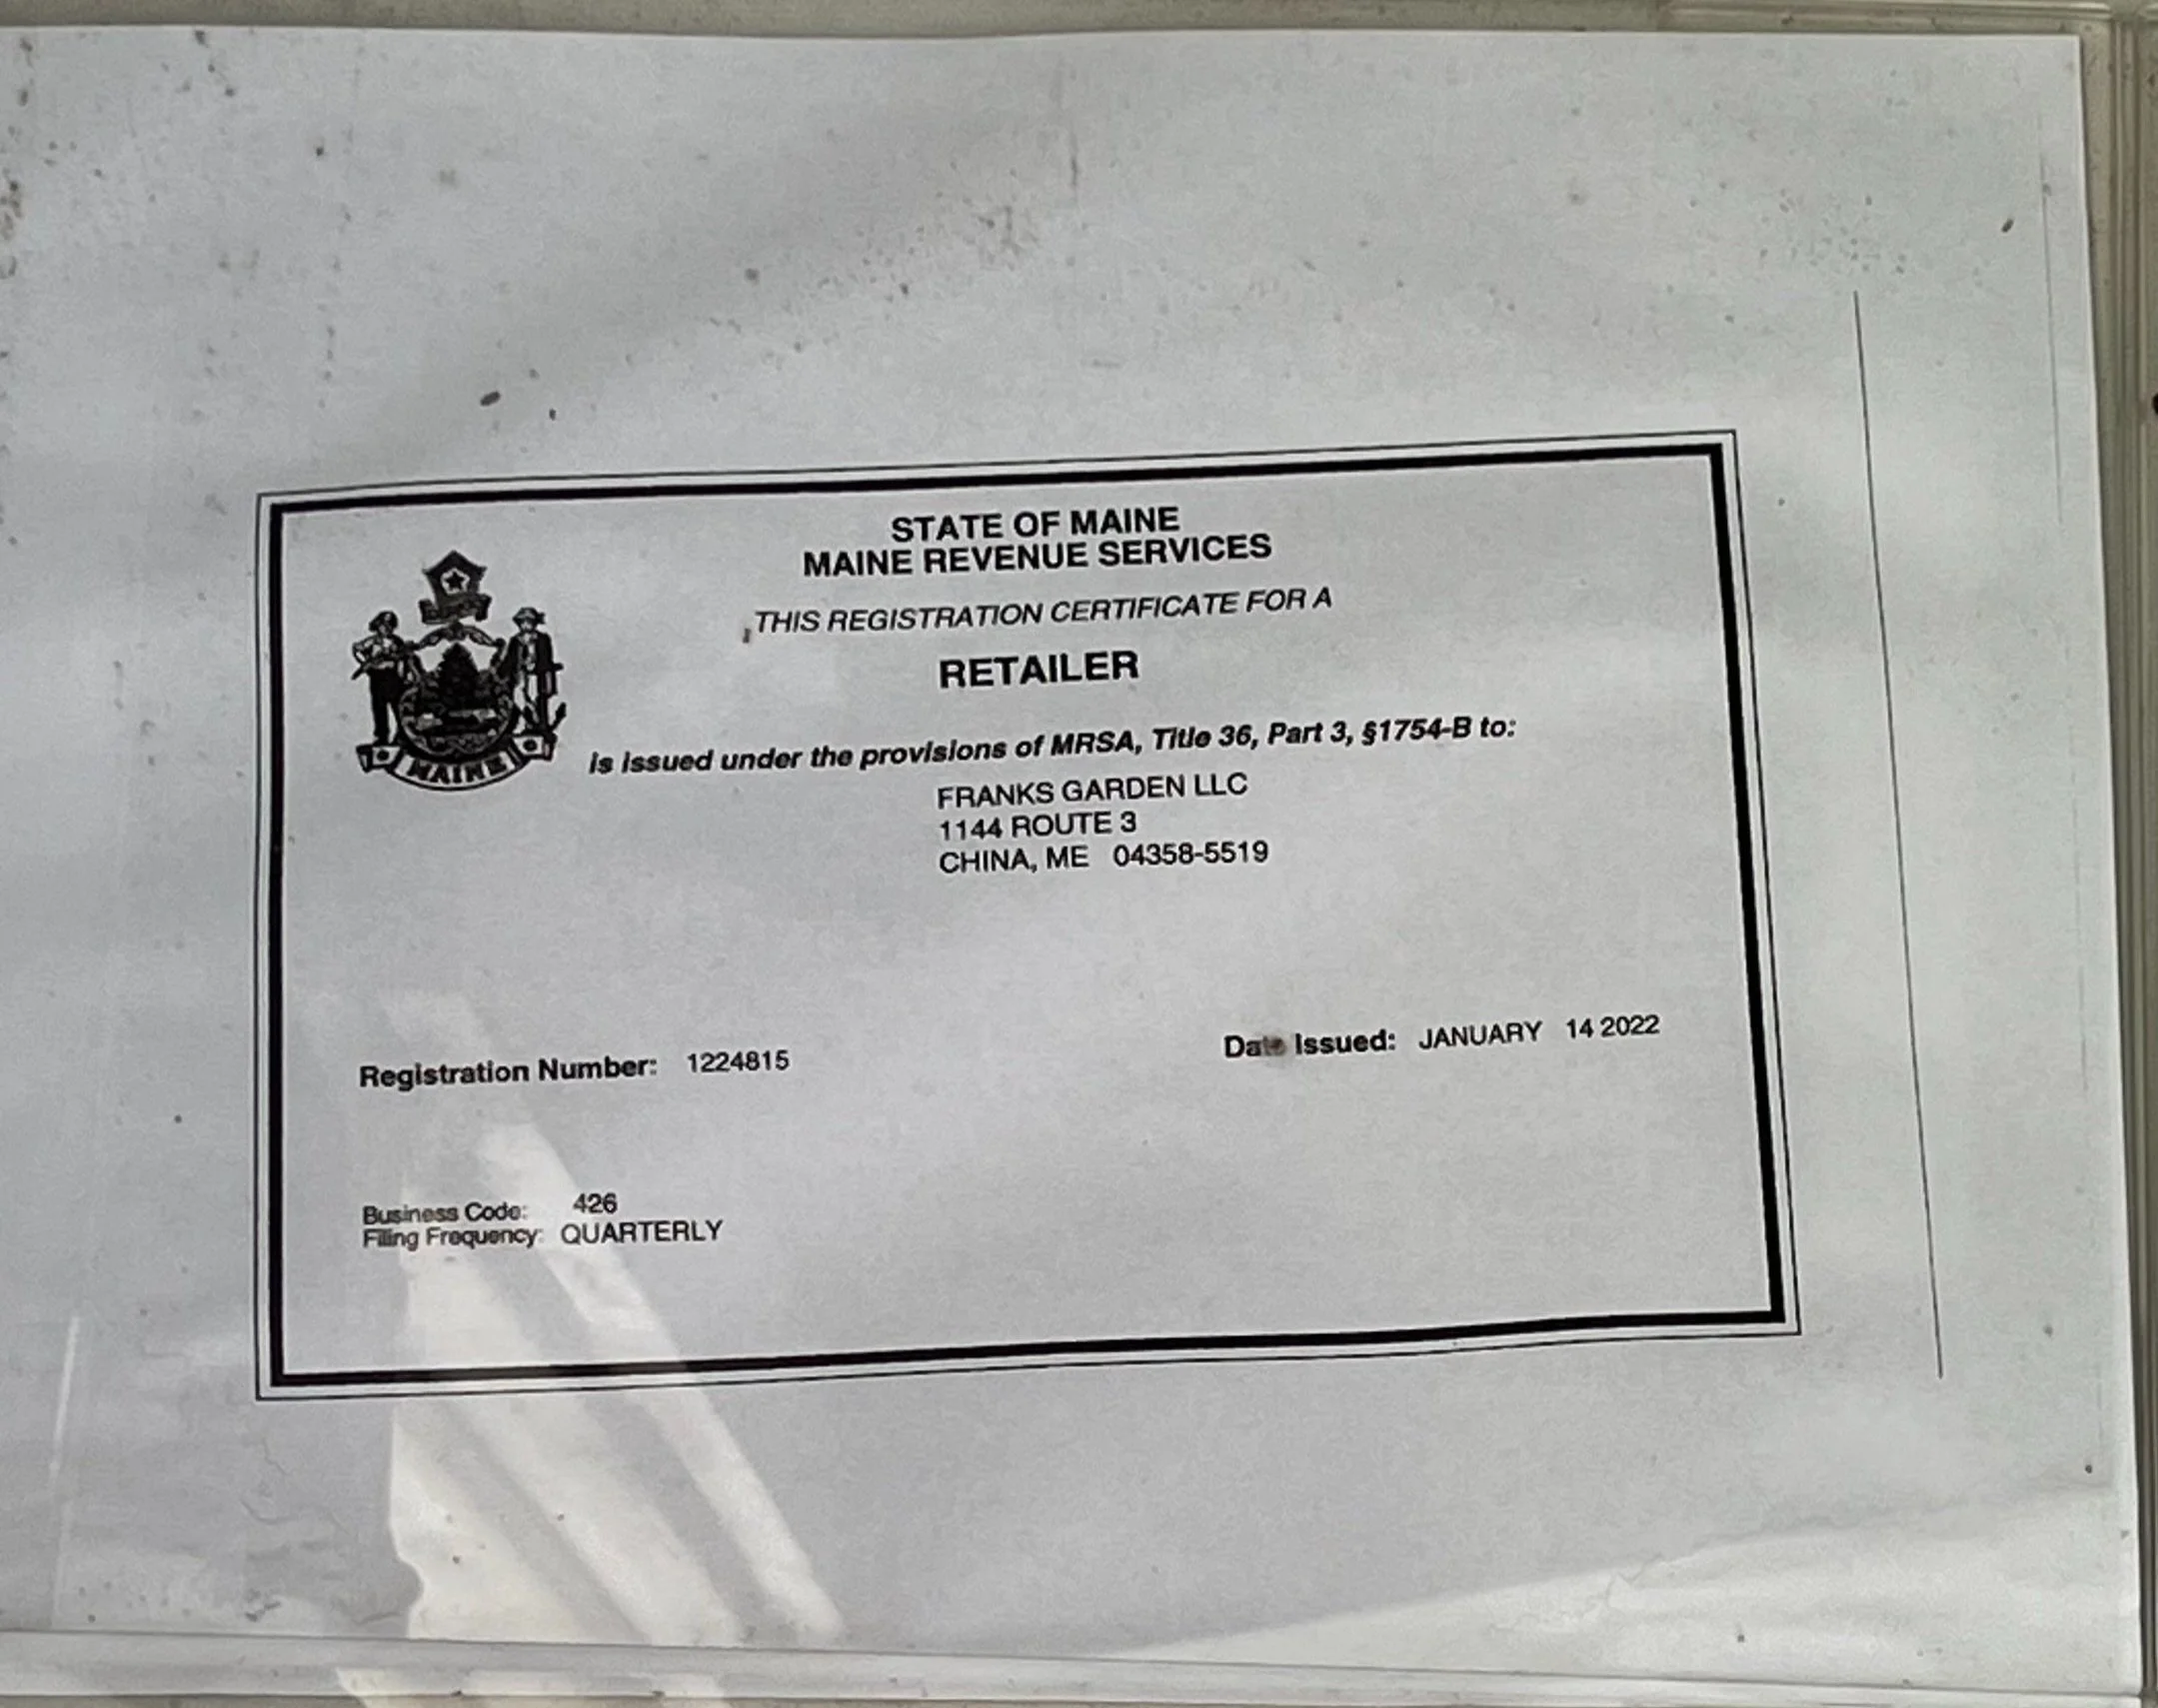 STATE OF MAINE
MAINE REVENUE SERVICES
THIS REGISTRATION CERTIFICATE FOR A
RETAILER
is issued under the provisions of MRSA, Title 36, Part 3, §1754-B to:
FRANKS GARDEN LLC
1144 ROUTE 3
CHINA, ME 04358-5519
MAINE
Registration Number: 1224815
Date Issued: JANUARY 14 2022
Business Code: 426
Filing Frequency: QUARTERLY